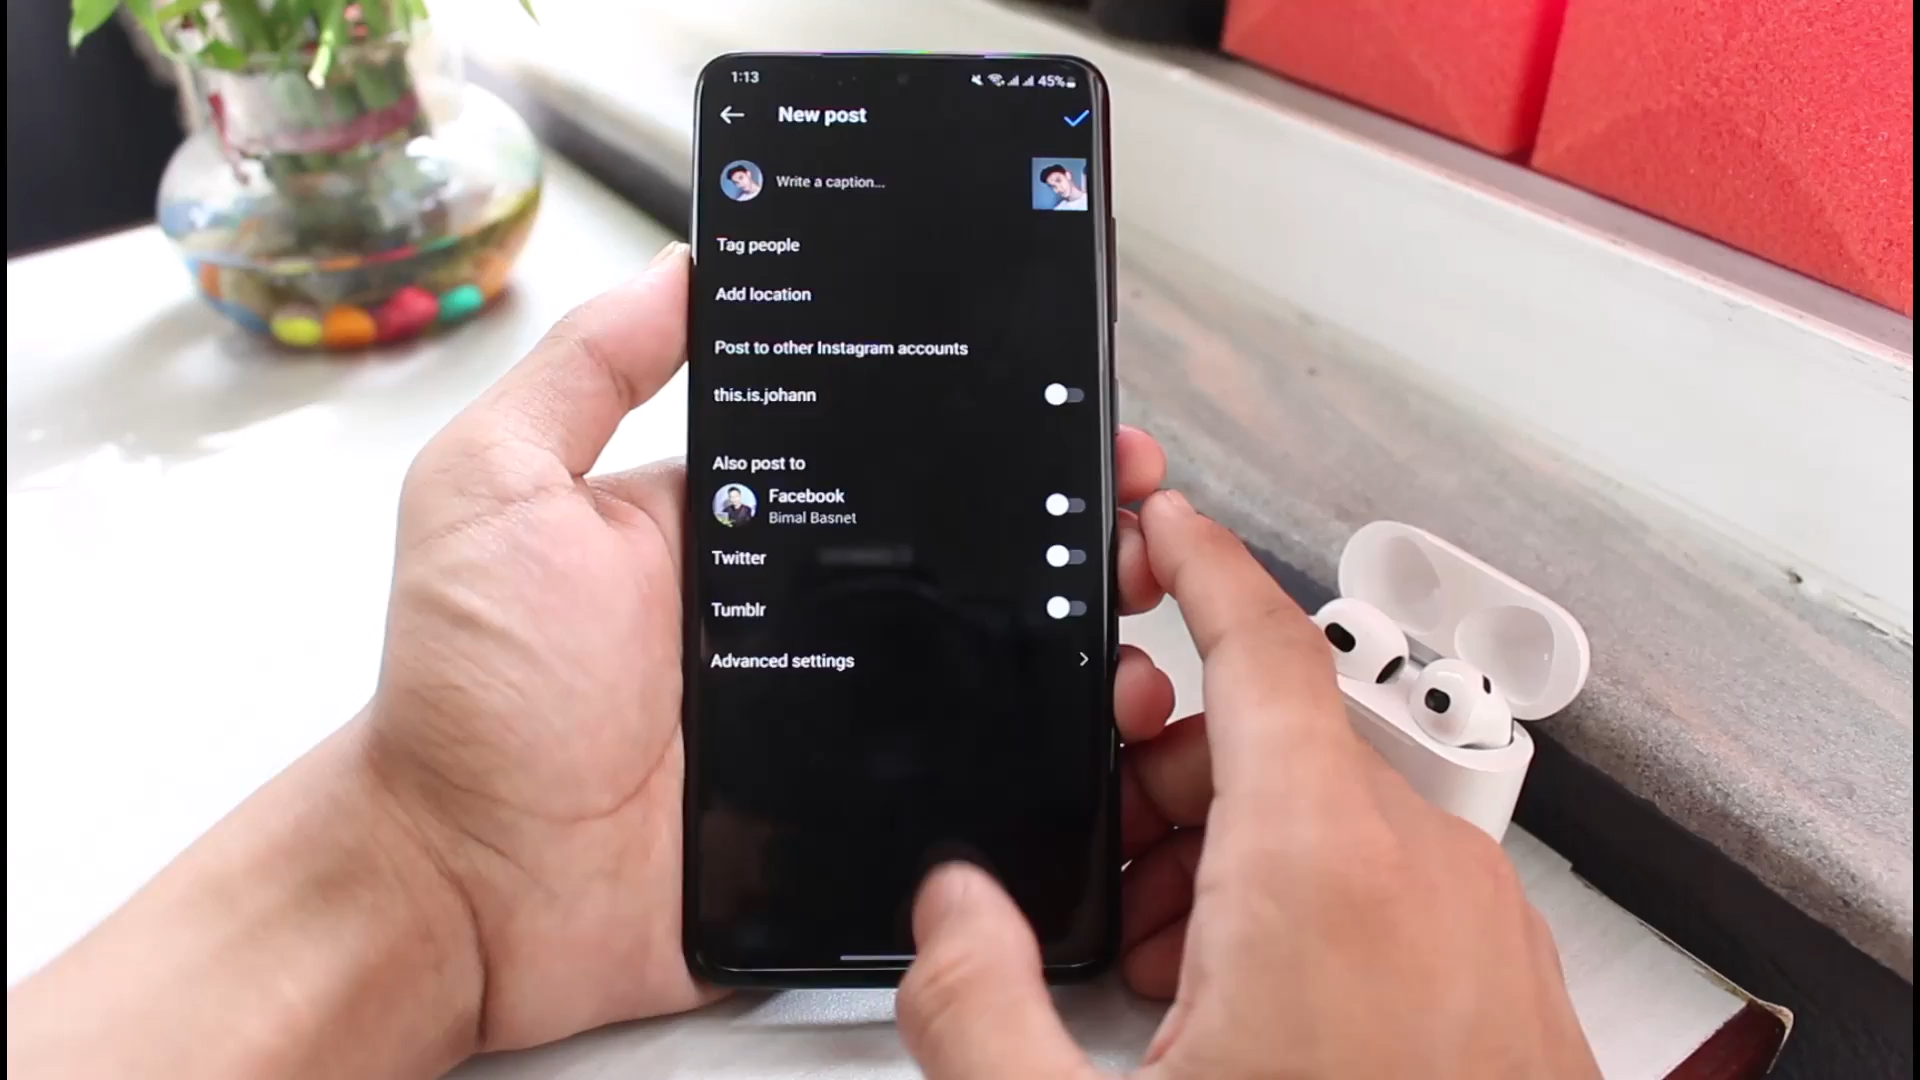 1:13
45%
New post
Write a caption...
Tag people
Add location
Post to other Instagram accounts
this.is.johann
Also post to
Facebook
Bimal Basnet
Twitter
Tumblr
Advanced settings